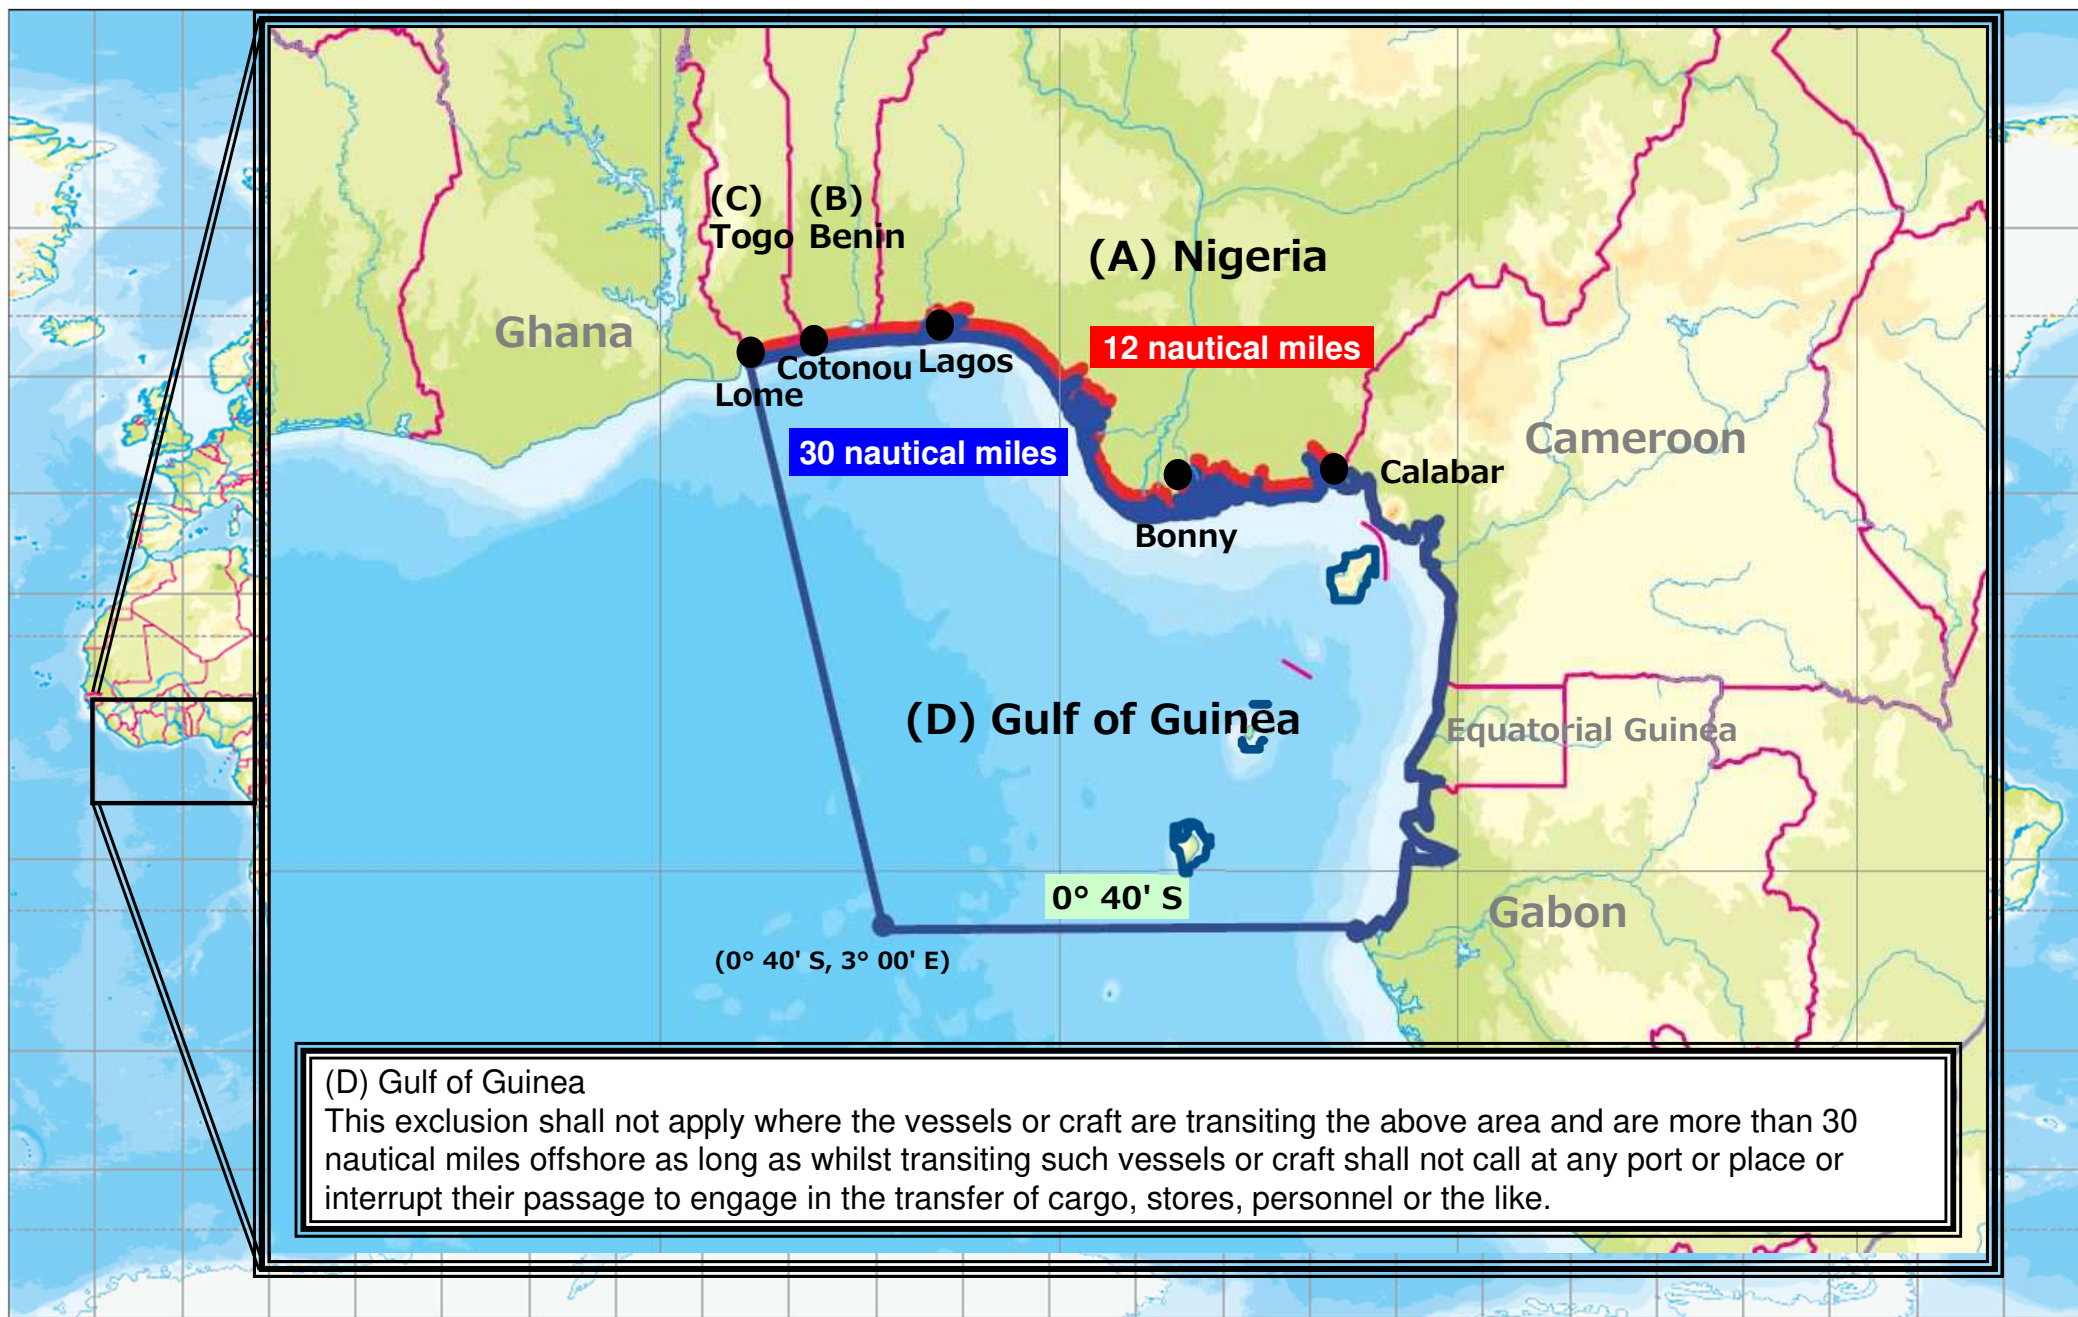 (C)
Togo
(B)
Benin
(A) Nigeria
Ghana
12 nautical miles
Cotonou
Lagos
Lome
30 nautical miles
Cameroon
Calabar
Bonny
(D) Gulf of Guinea
Equatorial Guinea
0° 40' S
Gabon
(0° 40' S, 3° 00' E)
(D) Gulf of Guinea
This exclusion shall not apply where the vessels or craft are transiting the above area and are more than 30
nautical miles offshore as long as whilst transiting such vessels or craft shall not call at any port or place or
interrupt their passage to engage in the transfer of cargo, stores, personnel or the like.